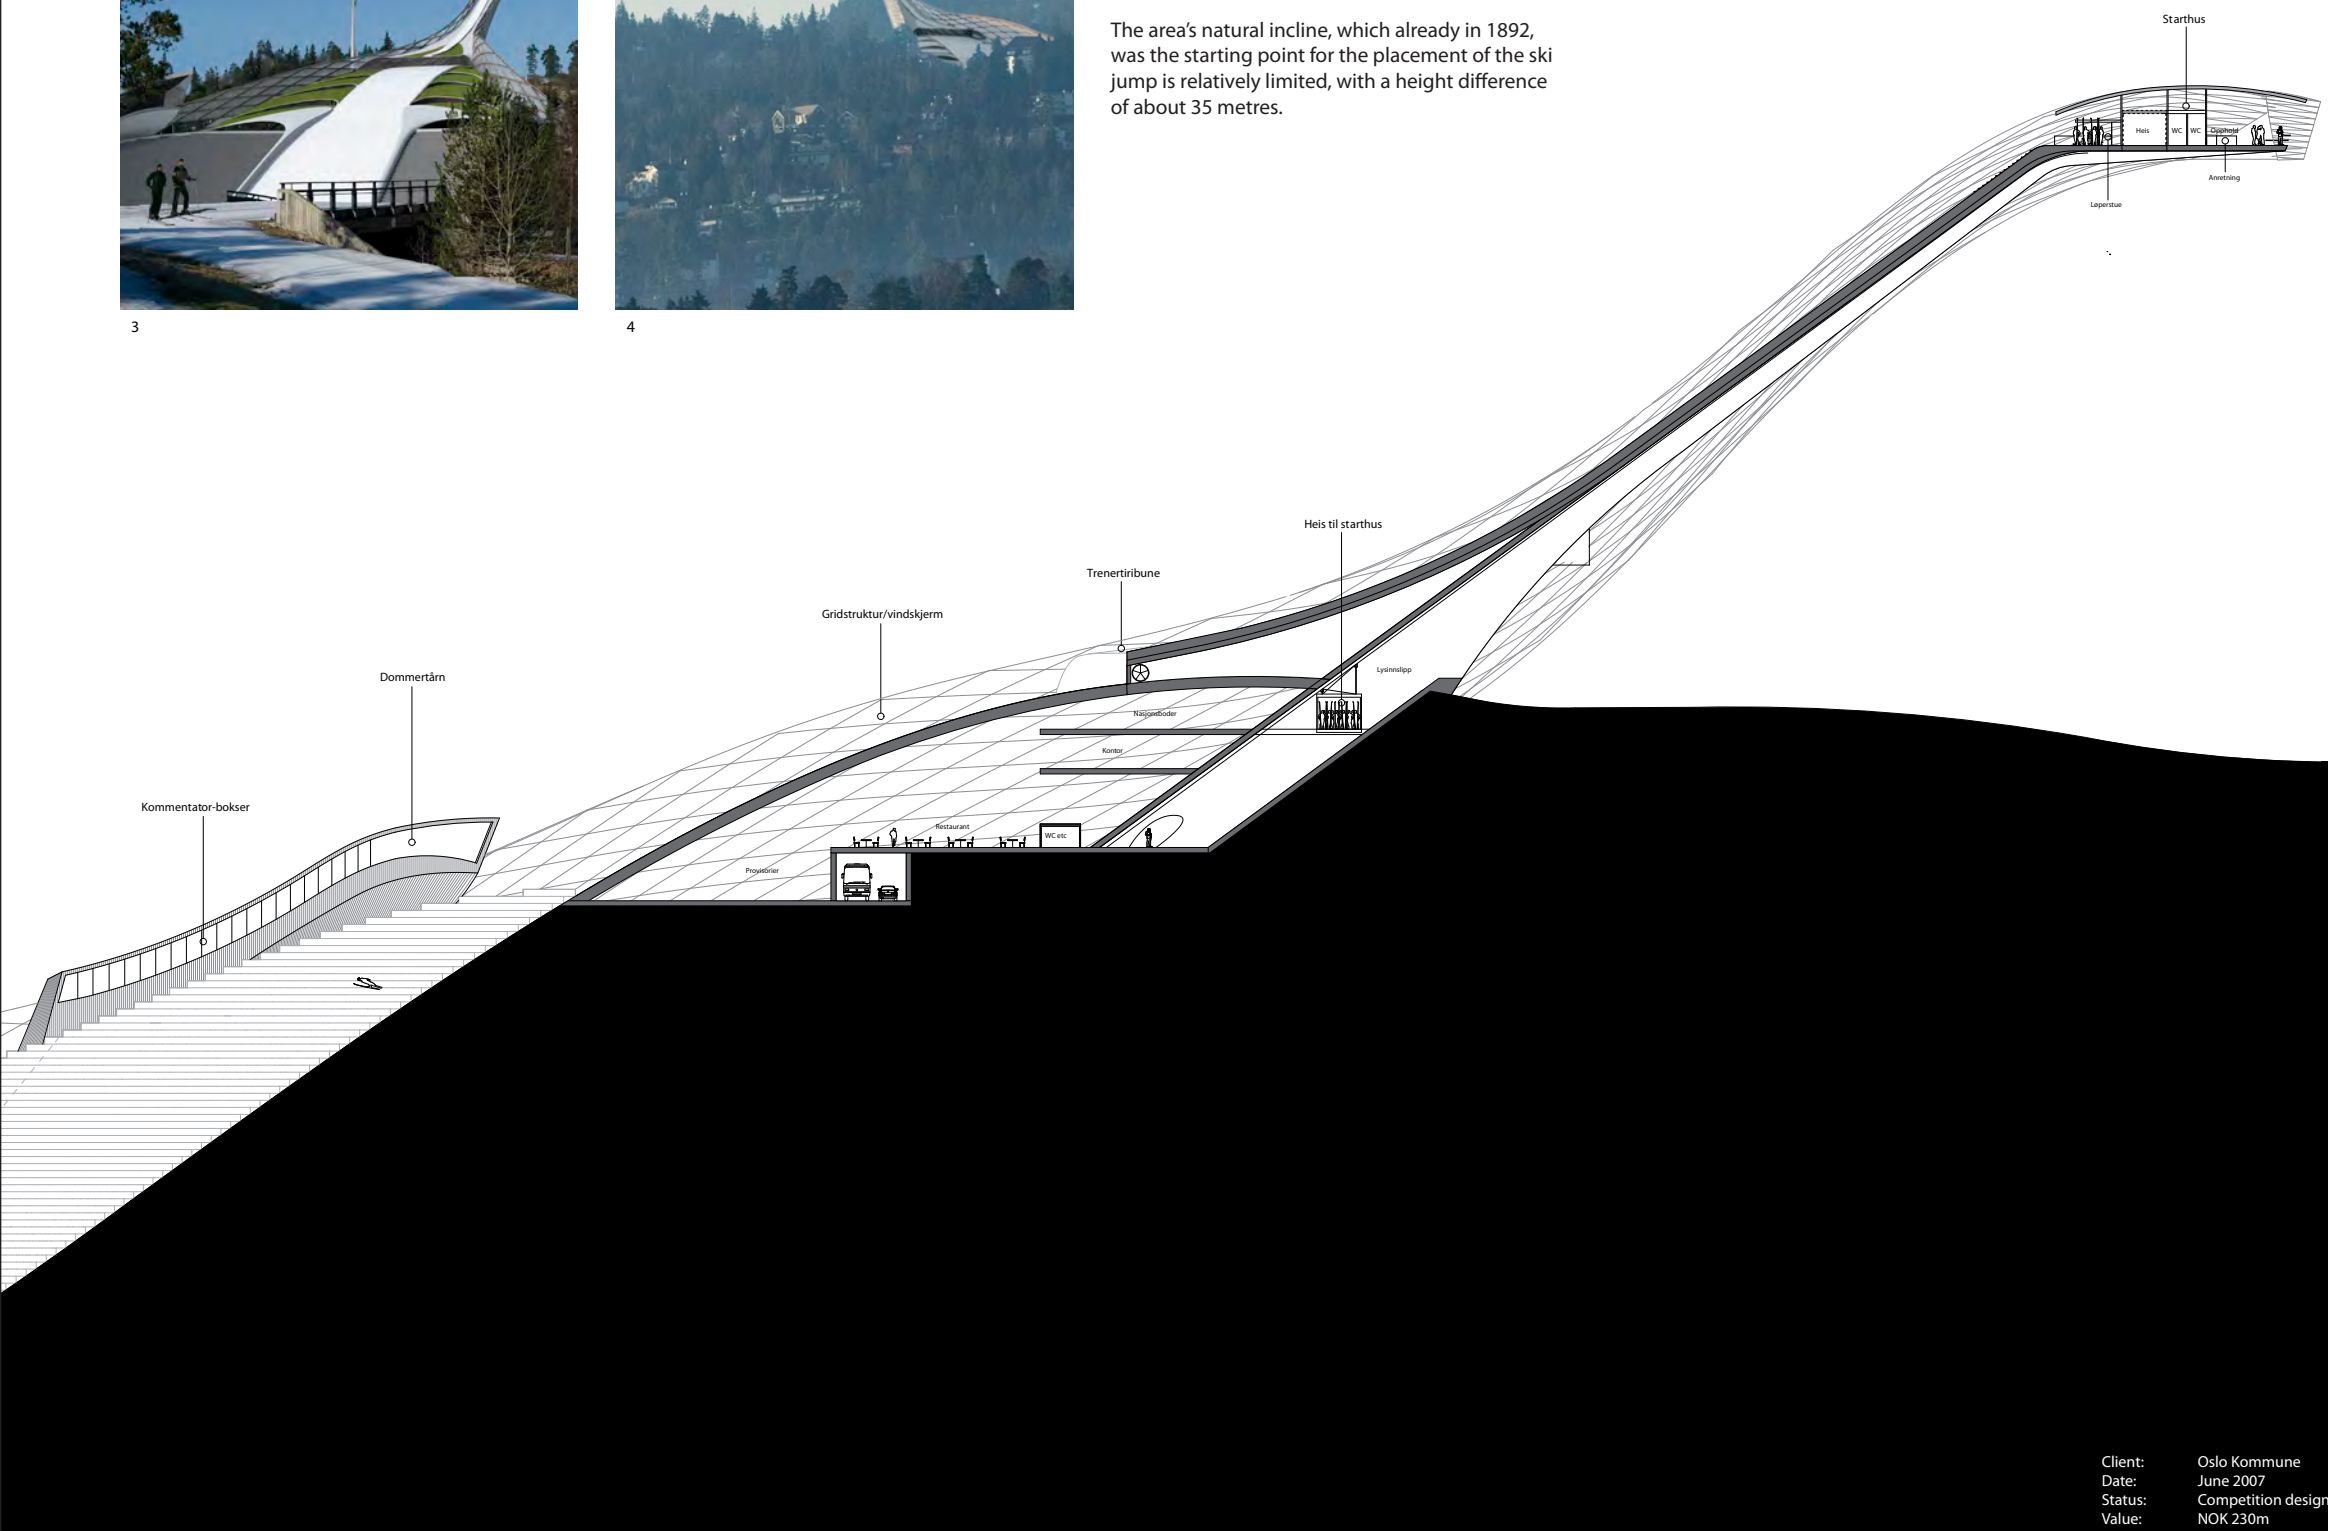 The area's natural incline, which already in 1892,
was the starting point for the placement of the ski
jump is relatively limited, with a height difference
of about 35 metres.
3
4
Starthus
Heis
WC
WC
Opphold
Anretning
Løperstue
Heis til starthus
Trenertiribune
Gridstruktur/vindskjerm
Lysinnslipp
Dommertårn
Nasjonsboder
Kontor
Kommentator-bokser
Restaurant
WC etc
Provisorier
Client: Oslo Kommune
Date: June 2007
Status: Competition design
Value: NOK 230m